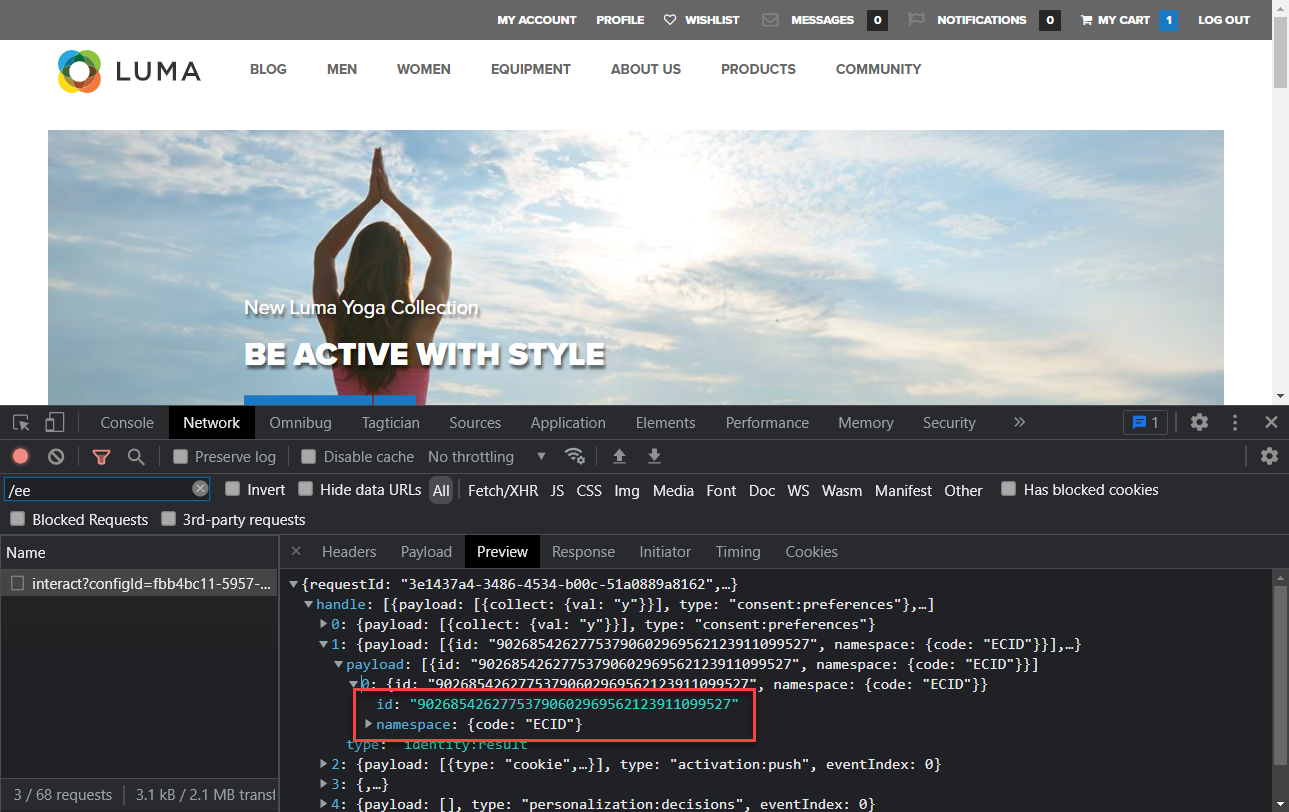 MY ACCOUNT PROFILE WISHLIST MESSAGES 0 NOTIFICATIONS 0 MY CART 1 LOG OUT
LUMA BLOG MEN WOMEN EQUIPMENT ABOUT US PRODUCTS COMMUNITY
New Luma Yoga Collection
BE ACTIVE WITH STYLE
Console Network Omnibug Tagtician Sources Application Elements Performance Memory Security » 1
Preserve log Disable cache No throttling
/ee Invert Hide data URLs All Fetch/XHR JS CSS Img Media Font Doc WS Wasm Manifest Other Has blocked cookies
Blocked Requests 3rd-party requests
Name × Headers Payload Preview Response Initiator Timing Cookies
interact?configId=fbb4bc11-5957-...
{requestId: "3e1437a4-3486-4534-b00c-51a0889a8162",…}
handle: [{payload: [{collect: {val: "y"}}], type: "consent:preferences"},…]
0: {payload: [{collect: {val: "y"}}], type: "consent:preferences"}
1: {payload: [{id: "90268542627753790602969562123911099527", namespace: {code: "ECID"}}],…}
payload: [{id: "90268542627753790602969562123911099527", namespace: {code: "ECID"}}]
0: {id: "90268542627753790602969562123911099527", namespace: {code: "ECID"}}
id: "90268542627753790602969562123911099527"
namespace: {code: "ECID"}
type: "identity:result"
2: {payload: [{type: "cookie",…}], type: "activation:push", eventIndex: 0}
3: {,…}
4: {payload: [], type: "personalization:decisions", eventIndex: 0}
3 / 68 requests 3.1 kB / 2.1 MB transf